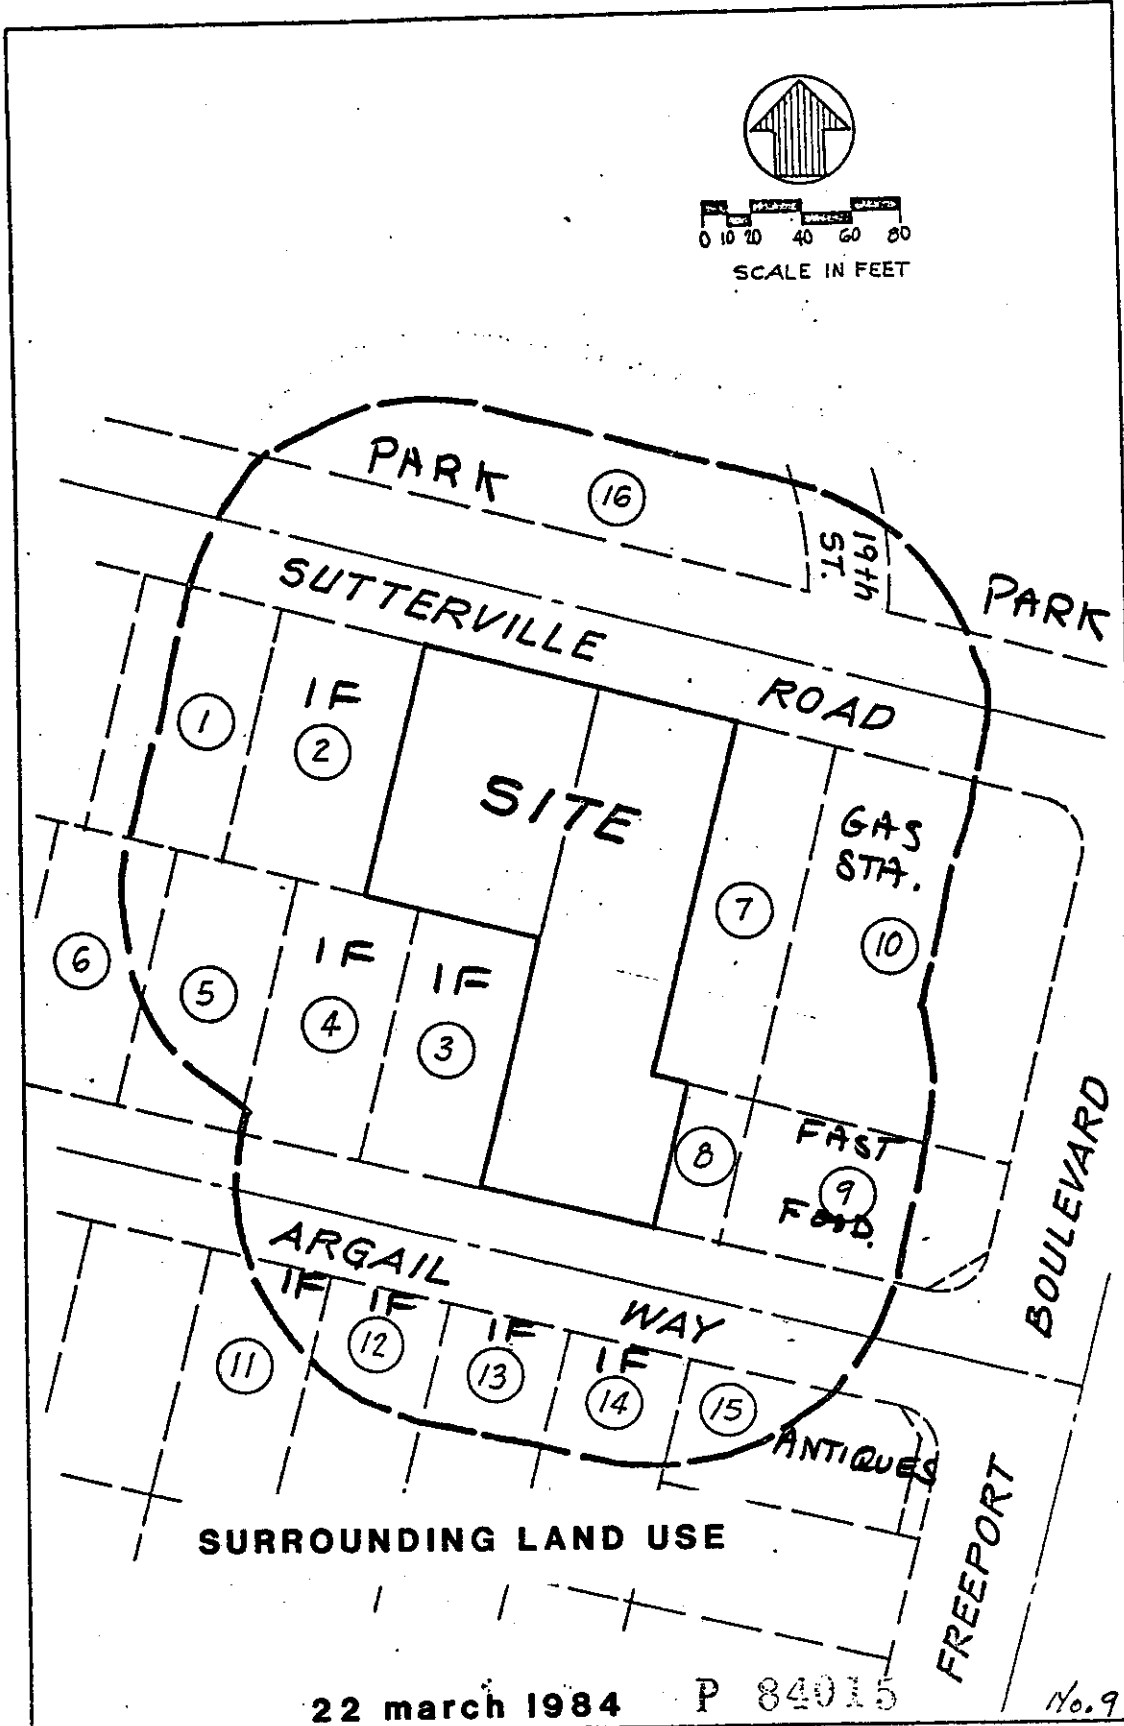 0 10 20 40 60 80
SCALE IN FEET
PARK
16
19th
ST.
PARK
SUTTERVILLE
ROAD
1
1F
2
SITE
GAS
STA.
7
10
6
5
1F
4
1F
3
8
FAST
9
FOOD.
BOULEVARD
ARGAIL
WAY
1F
1F
1F
1F
11
12
13
14
15
ANTIQUES
FREEPORT
SURROUNDING LAND USE
22 march 1984
P 84015
No.9